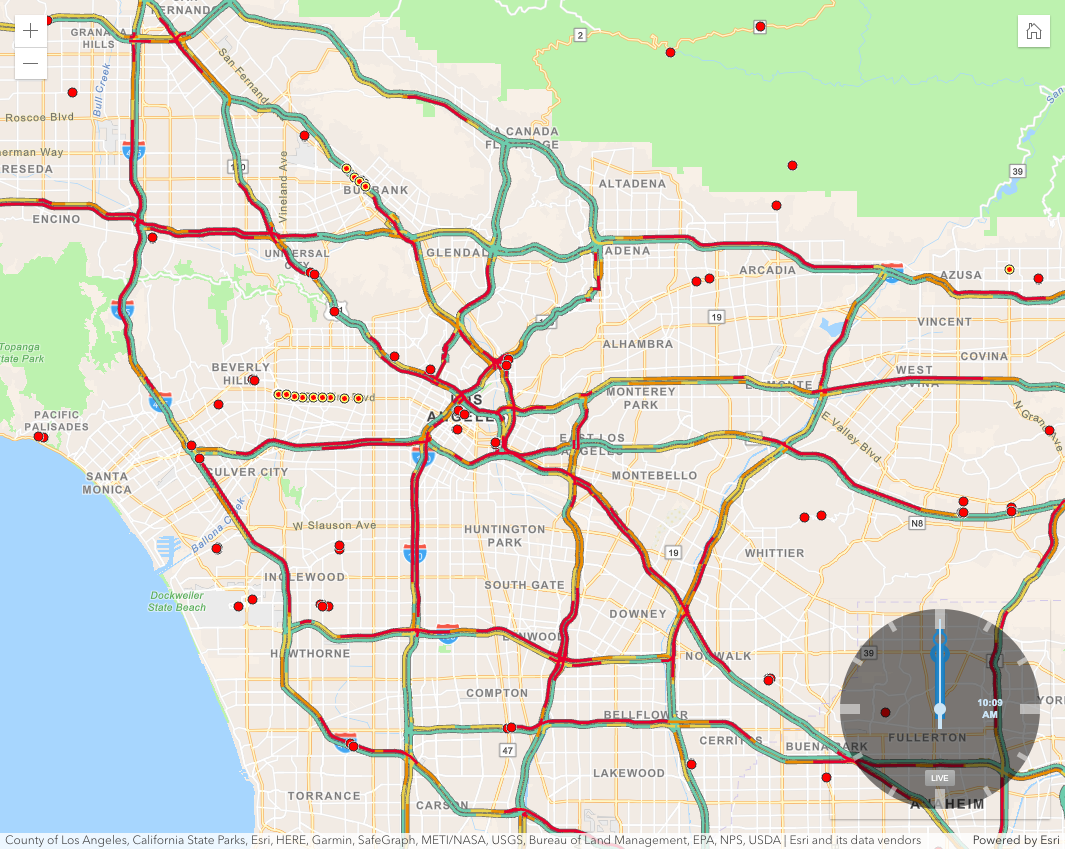 SAN
FERNANDO
GRANADA
HILLS
2
2
Bull Creek
San Fernando
Roscoe Blvd
LA CANADA
FLINTRIDGE
erman Way
RESEDA
170
39
ALTADENA
BURBANK
Vineland Ave
ENCINO
UNIVERSAL
CITY
GLENDALE
ADENA
ARCADIA
AZUSA
19
VINCENT
Topanga
State Park
ALHAMBRA
COVINA
BEVERLY
HILLS
WEST
COVINA
EL MONTE
MONTEREY
PARK
LOS
ANGELES
PACIFIC
PALISADES
N Grand Ave
E Valley Blvd
EAST LOS
ANGELES
CULVER CITY
SANTA
MONICA
MONTEBELLO
Ballona Creek
W Slauson Ave
HUNTINGTON
PARK
N8
19
WHITTIER
INGLEWOOD
SOUTH GATE
Dockweiler
State Beach
DOWNEY
LYNWOOD
HAWTHORNE
NORWALK
39
COMPTON
10:09
AM
BELLFLOWER
CERRITOS
BUENA PARK
FULLERTON
47
LAKEWOOD
LIVE
TORRANCE
CARSON
ANAHEIM
County of Los Angeles, California State Parks, Esri, HERE, Garmin, SafeGraph, METI/NASA, USGS, Bureau of Land Management, EPA, NPS, USDA | Esri and its data vendors
Powered by Esri